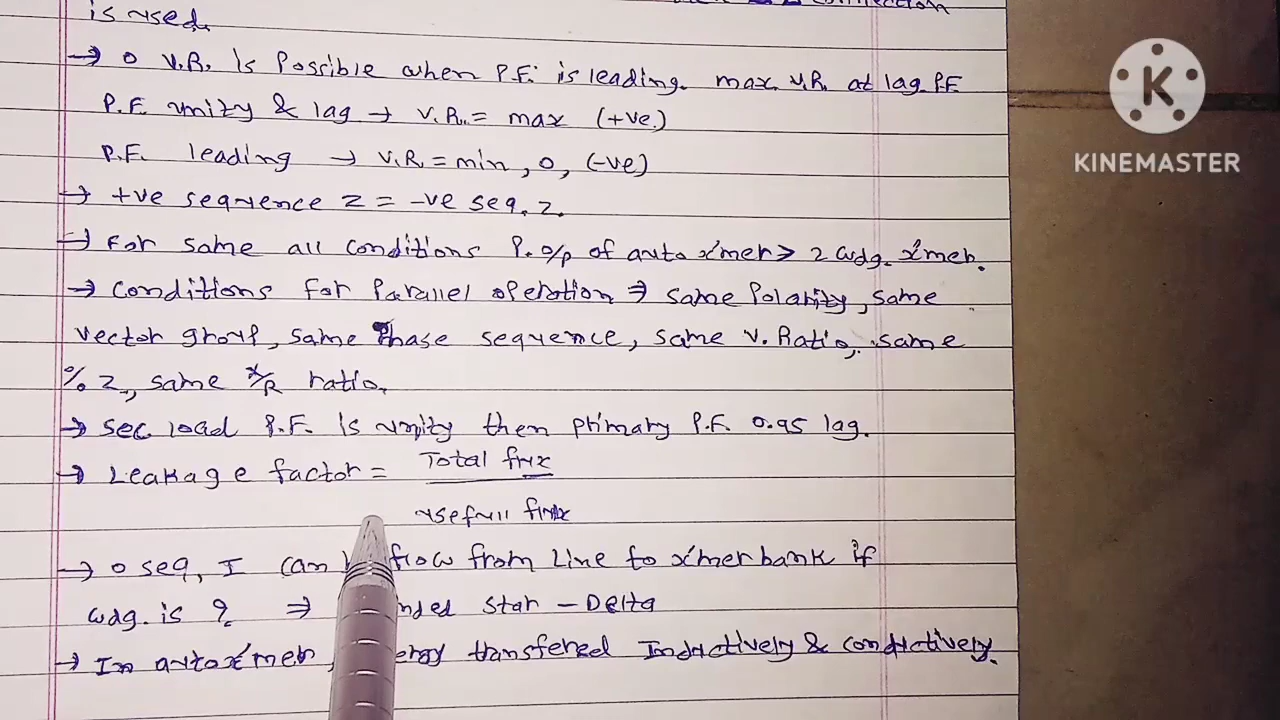 is used.
→ 0 V.R. is Possible when P.F. is leading. max. V.R. at lag P.F
P.F. unity & lag → V.R. = max (+ve.)
P.F. leading → V.R. = min, 0, (-ve)
→ +ve sequence Z = -ve seq. Z.
→ For same all conditions P. o/p of auto x'mer > 2 wdg. x'mer.
→ Conditions for Parallel opertion ⇒ same Polarity, same
vector group, same Phase sequence, same V. Ratio, same
% Z, same X/R ratio.
→ sec. load P.F. is unity then primary P.F. 0.95 lag.
→ Leakage factor = Total flux
usefull flux
→ 0 seq. I can flow from Line to x'mer bank if
wdg. is ? ⇒ Star - Delta
→ In auto x'mer, transfered Inductively & conductively.
KINEMASTER